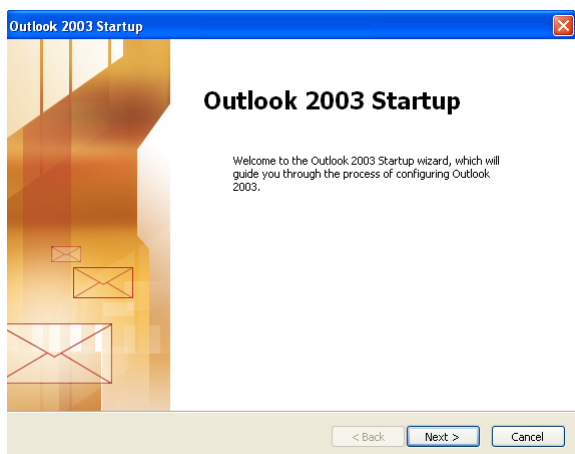 Outlook 2003 Startup
Outlook 2003 Startup
Welcome to the Outlook 2003 Startup wizard, which will
guide you through the process of configuring Outlook
2003.
< Back Next > Cancel